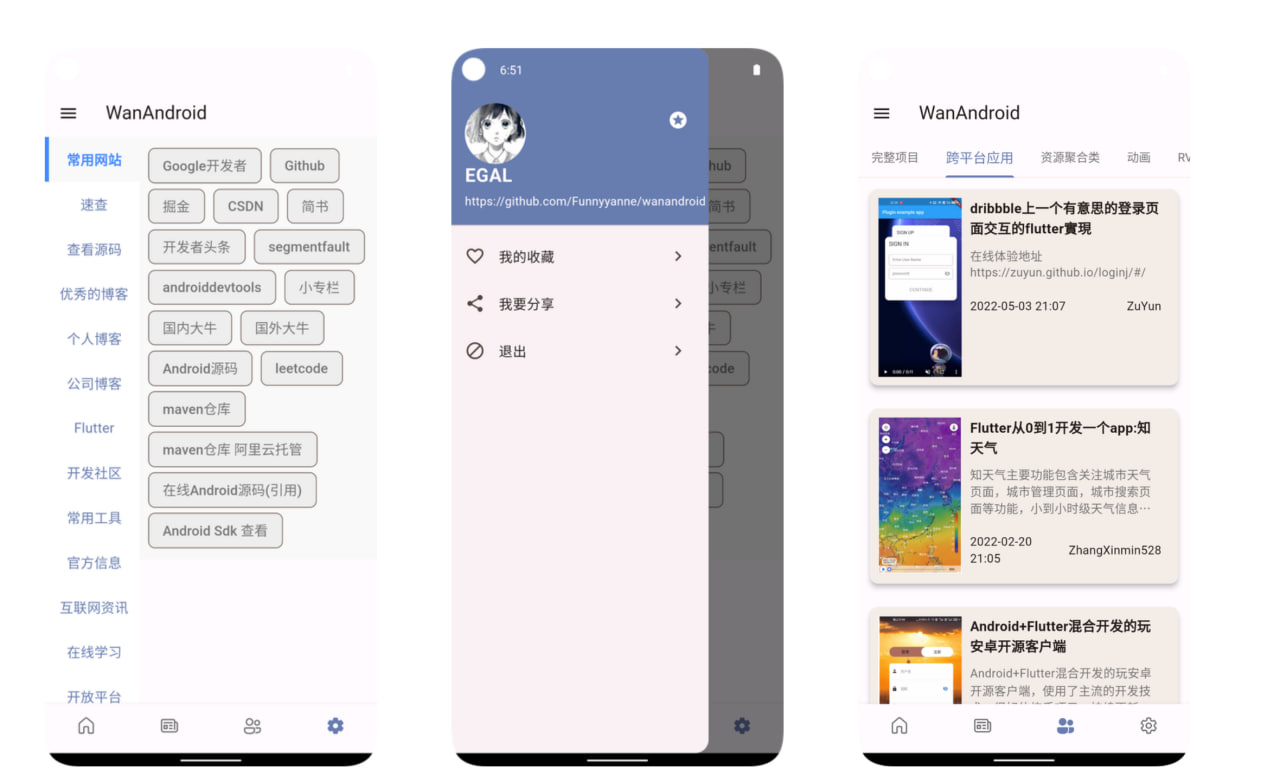 WanAndroid
常用网站
速查
查看源码
优秀的博客
个人博客
公司博客
Flutter
开发社区
常用工具
官方信息
互联网资讯
在线学习
开放平台
Google开发者
Github
掘金
CSDN
简书
开发者头条
segmentfault
androiddevtools
小专栏
国内大牛
国外大牛
Android源码
leetcode
maven仓库
maven仓库 阿里云托管
在线Android源码(引用)
Android Sdk 查看
6:51
EGAL
https://github.com/Funnyyanne/wanandroid
我的收藏
我要分享
退出
hub
简书
entfault
小专栏
code
WanAndroid
完整项目
跨平台应用
资源聚合类
动画
RV
Plugin example app
SIGN UP
SIGN IN
CONTINUE
dribbble上一个有意思的登录页
面交互的flutter實現
在线体验地址
https://zuyun.github.io/loginj/#/
2022-05-03 21:07
ZuYun
Flutter从0到1开发一个app:知
天气
知天气主要功能包含关注城市天气
页面，城市管理页面，城市搜索页
面等功能，小到小时级天气信息…
2022-02-20
21:05
ZhangXinmin528
Android+Flutter混合开发的玩
安卓开源客户端
Android+Flutter混合开发的玩安卓
开源客户端，使用了主流的开发技